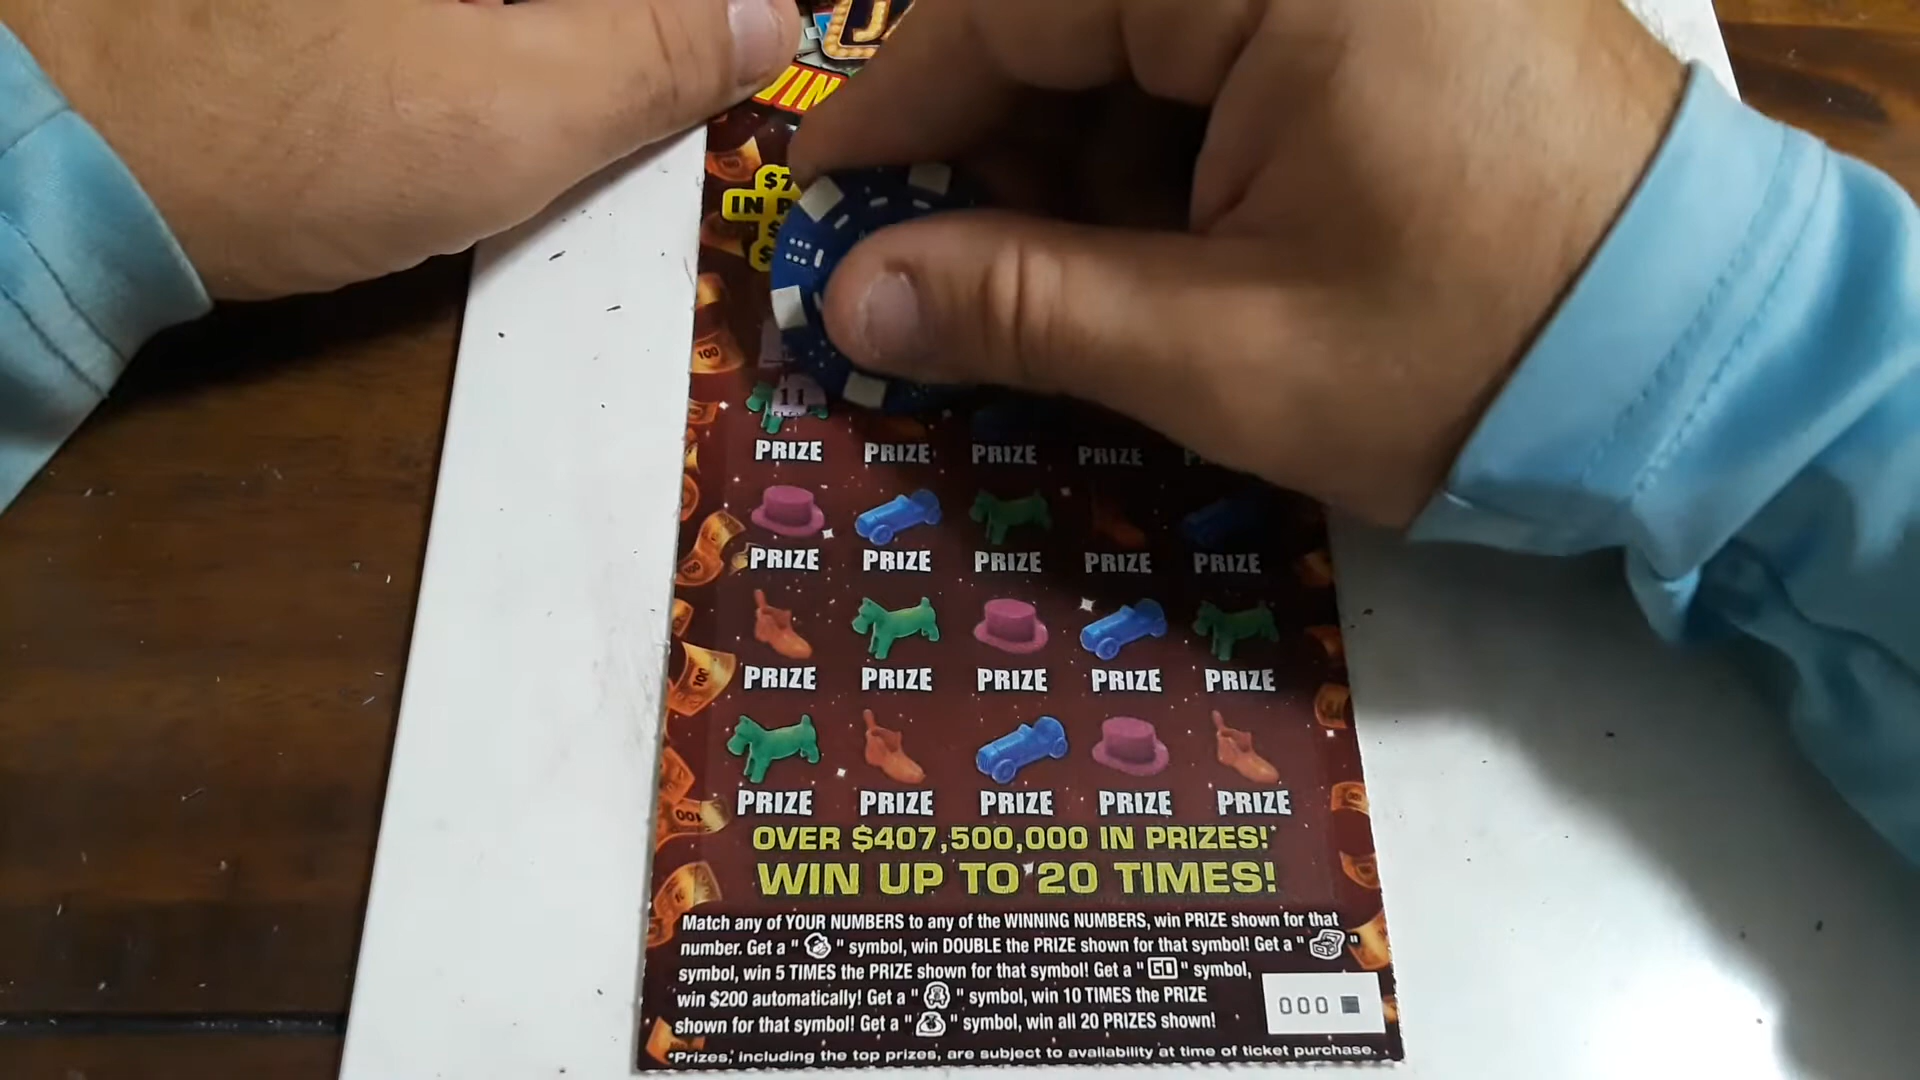 WIN
$7
IN P
11
PRIZE PRIZE PRIZE PRIZE
PRIZE PRIZE PRIZE PRIZE PRIZE
PRIZE PRIZE PRIZE PRIZE PRIZE
PRIZE PRIZE PRIZE PRIZE PRIZE
OVER $407,500,000 IN PRIZES!*
WIN UP TO 20 TIMES!
Match any of YOUR NUMBERS to any of the WINNING NUMBERS, win PRIZE shown for that
number. Get a " " symbol, win DOUBLE the PRIZE shown for that symbol! Get a " "
symbol, win 5 TIMES the PRIZE shown for that symbol! Get a "GO" symbol,
win $200 automatically! Get a " " symbol, win 10 TIMES the PRIZE
shown for that symbol! Get a " " symbol, win all 20 PRIZES shown!
000
*Prizes, including the top prizes, are subject to availability at time of ticket purchase.